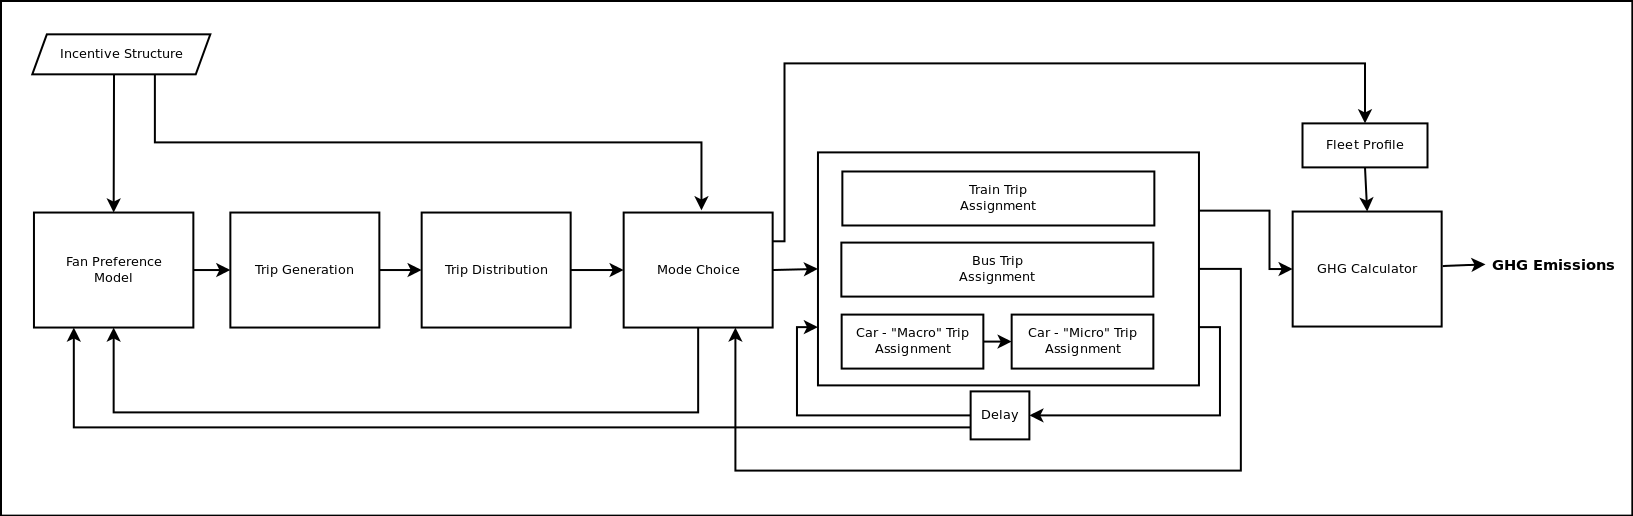 Incentive Structure
Fleet Profile
Train Trip
Assignment
Fan Preference
Model
Trip Generation
Trip Distribution
Mode Choice
Bus Trip
Assignment
GHG Calculator
GHG Emissions
Car - "Macro" Trip
Assignment
Car - "Micro" Trip
Assignment
Delay